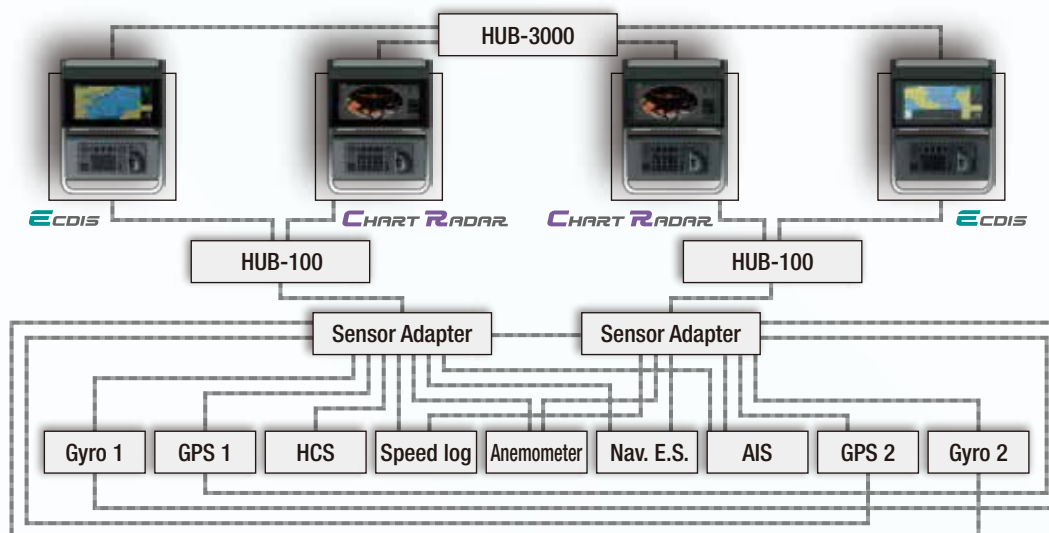 HUB-3000
ECDIS
CHART RADAR
CHART RADAR
ECDIS
HUB-100
HUB-100
Sensor Adapter
Sensor Adapter
Gyro 1
GPS 1
HCS
Speed log
Anemometer
Nav. E.S.
AIS
GPS 2
Gyro 2